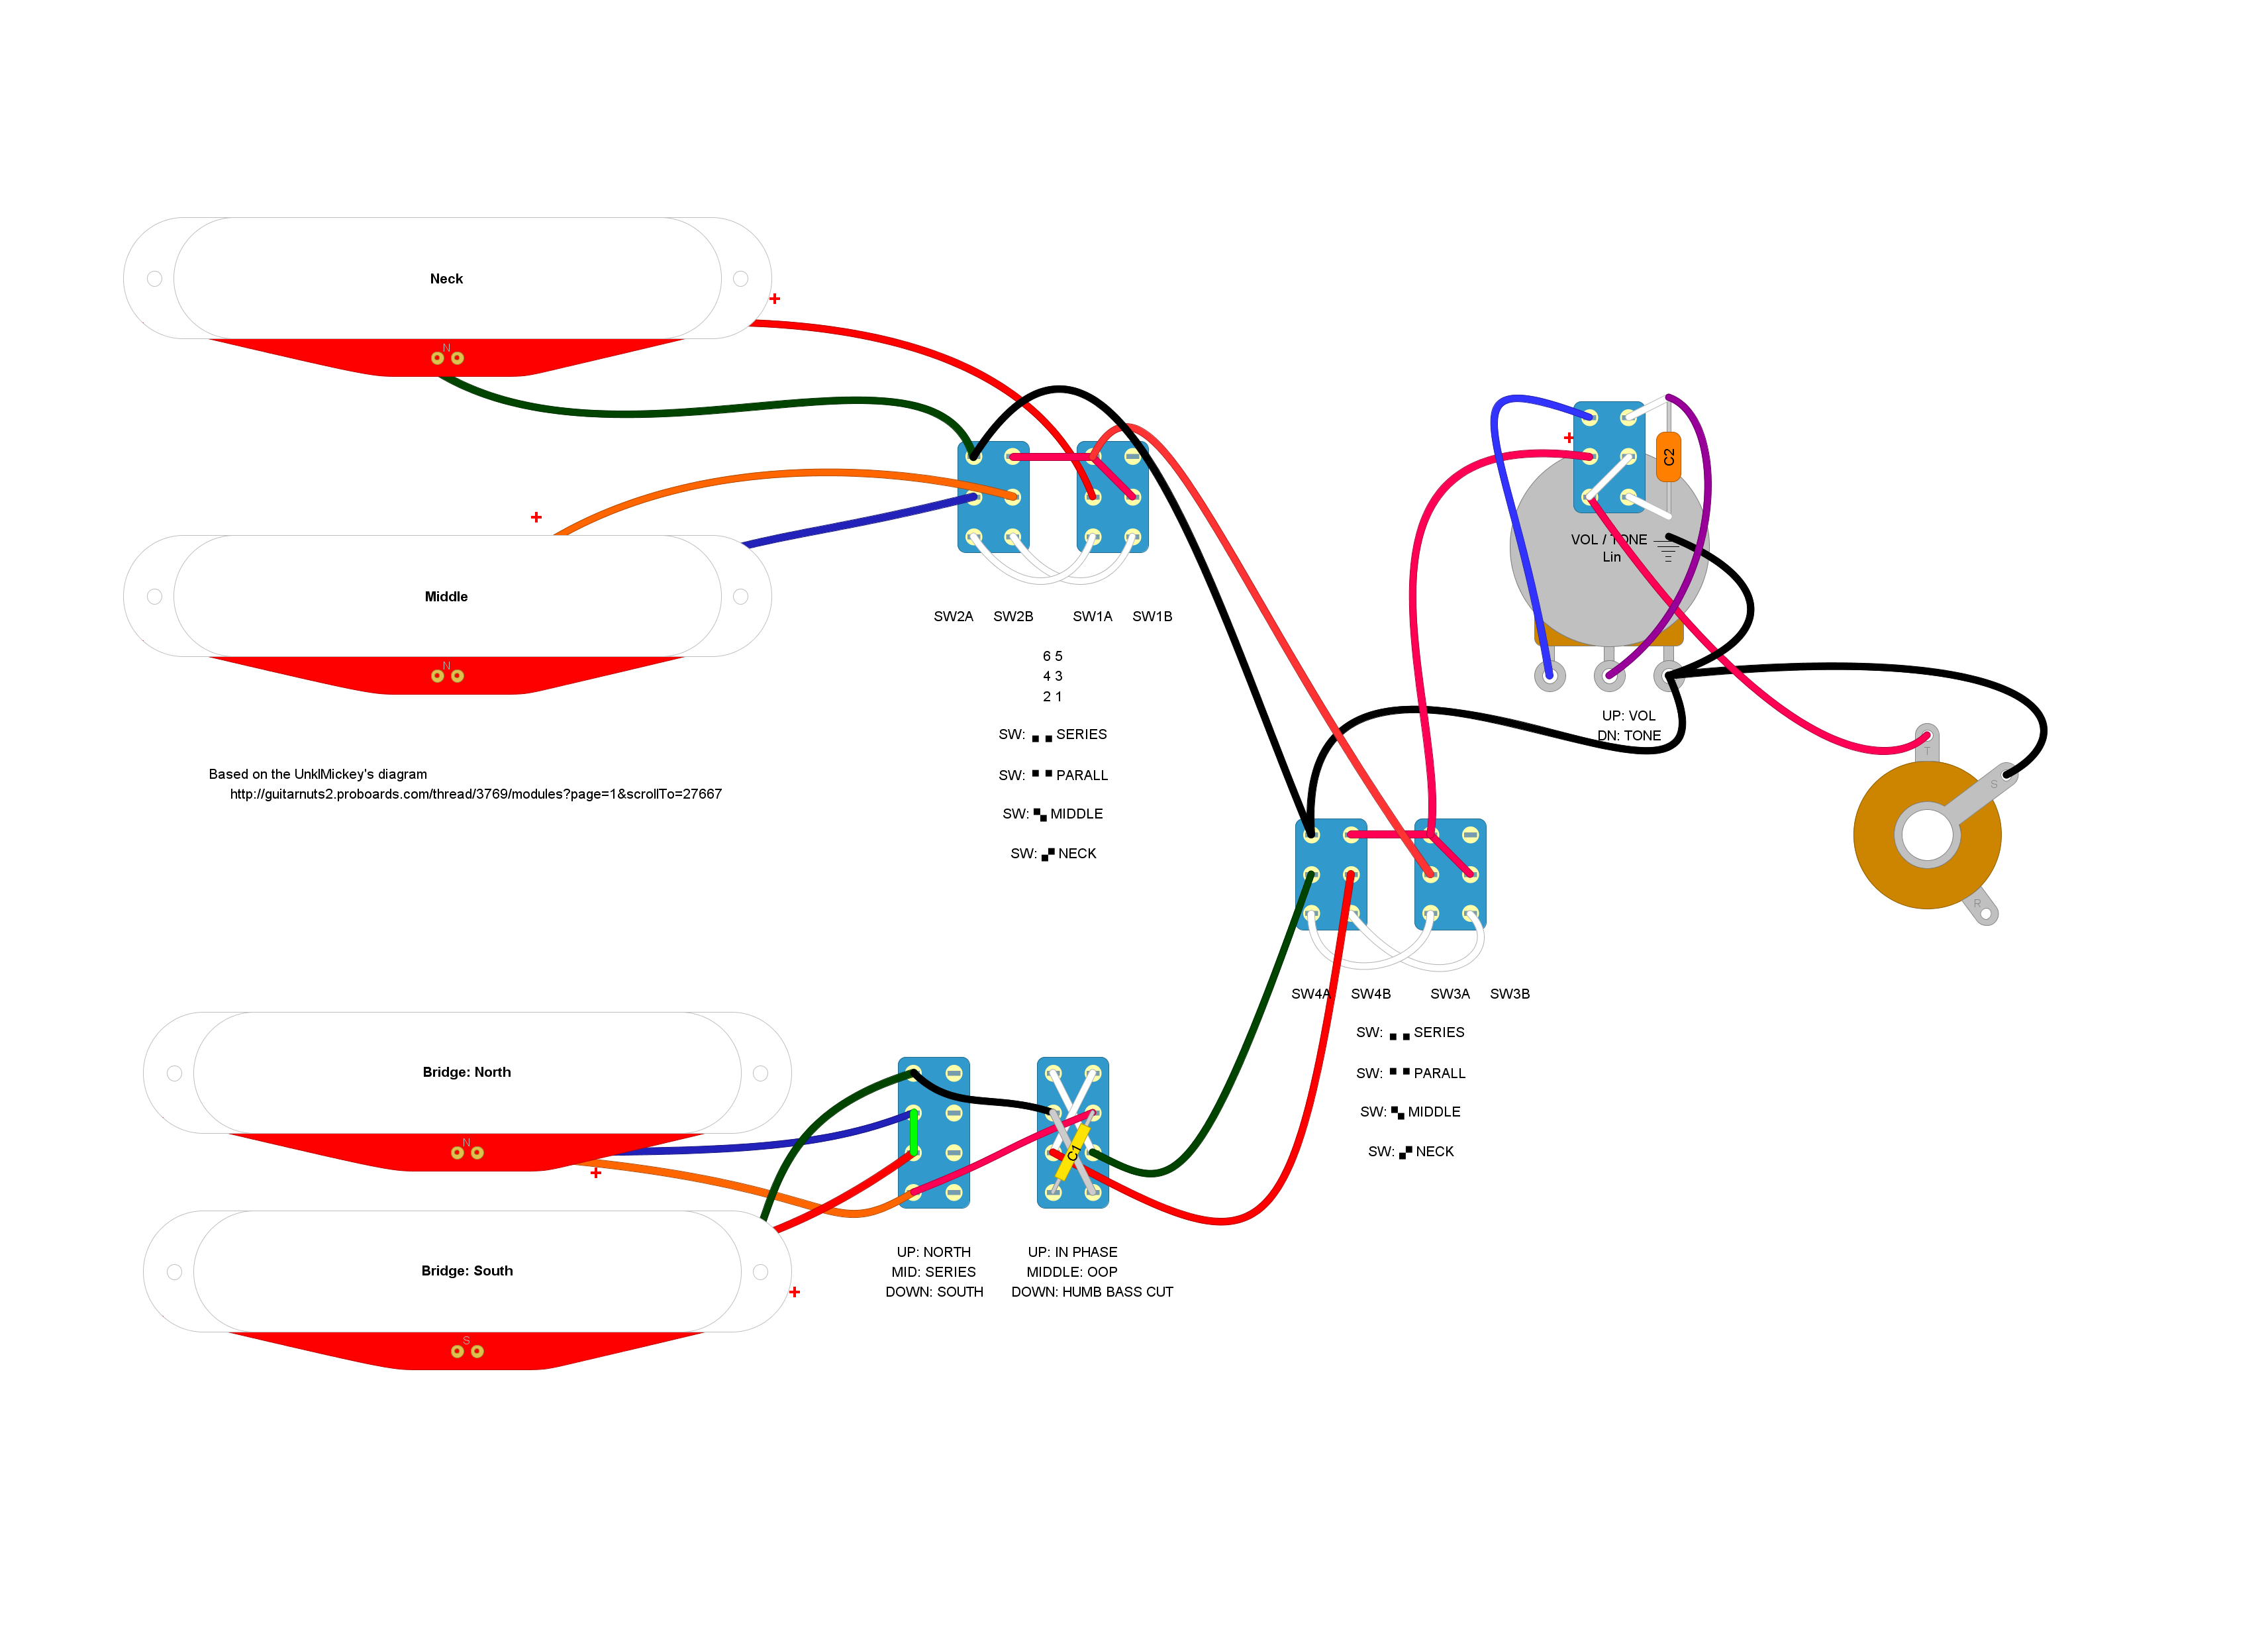 Neck
+
N
+
Middle
N
SW2A SW2B SW1A SW1B
6 5
4 3
2 1
SW: SERIES
SW: PARALL
SW: MIDDLE
SW: NECK
Based on the UnklMickey's diagram
http://guitarnuts2.proboards.com/thread/3769/modules?page=1&scrollTo=27667
+
C2
VOL / TONE
Lin
UP: VOL
DN: TONE
T
S
R
SW4A SW4B SW3A SW3B
SW: SERIES
SW: PARALL
SW: MIDDLE
SW: NECK
Bridge: North
N
+
Bridge: South
+
S
C1
UP: NORTH
MID: SERIES
DOWN: SOUTH
UP: IN PHASE
MIDDLE: OOP
DOWN: HUMB BASS CUT